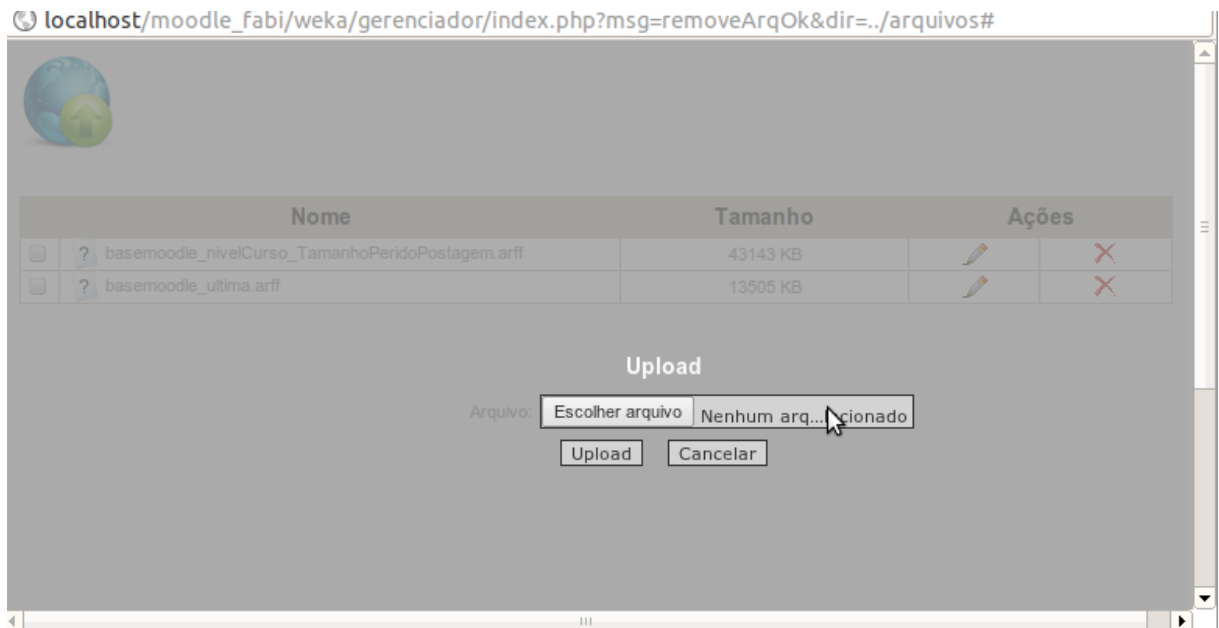 localhost/moodle_fabi/weka/gerenciador/index.php?msg=removeArqOk&dir=../arquivos#
Nome Tamanho Ações
? basemoodle_nivelCurso_TamanhoPeridoPostagem.arff 43143 KB
? basemoodle_ultima.arff 13505 KB
Upload
Arquivo: Escolher arquivo Nenhum arq...cionado
Upload Cancelar